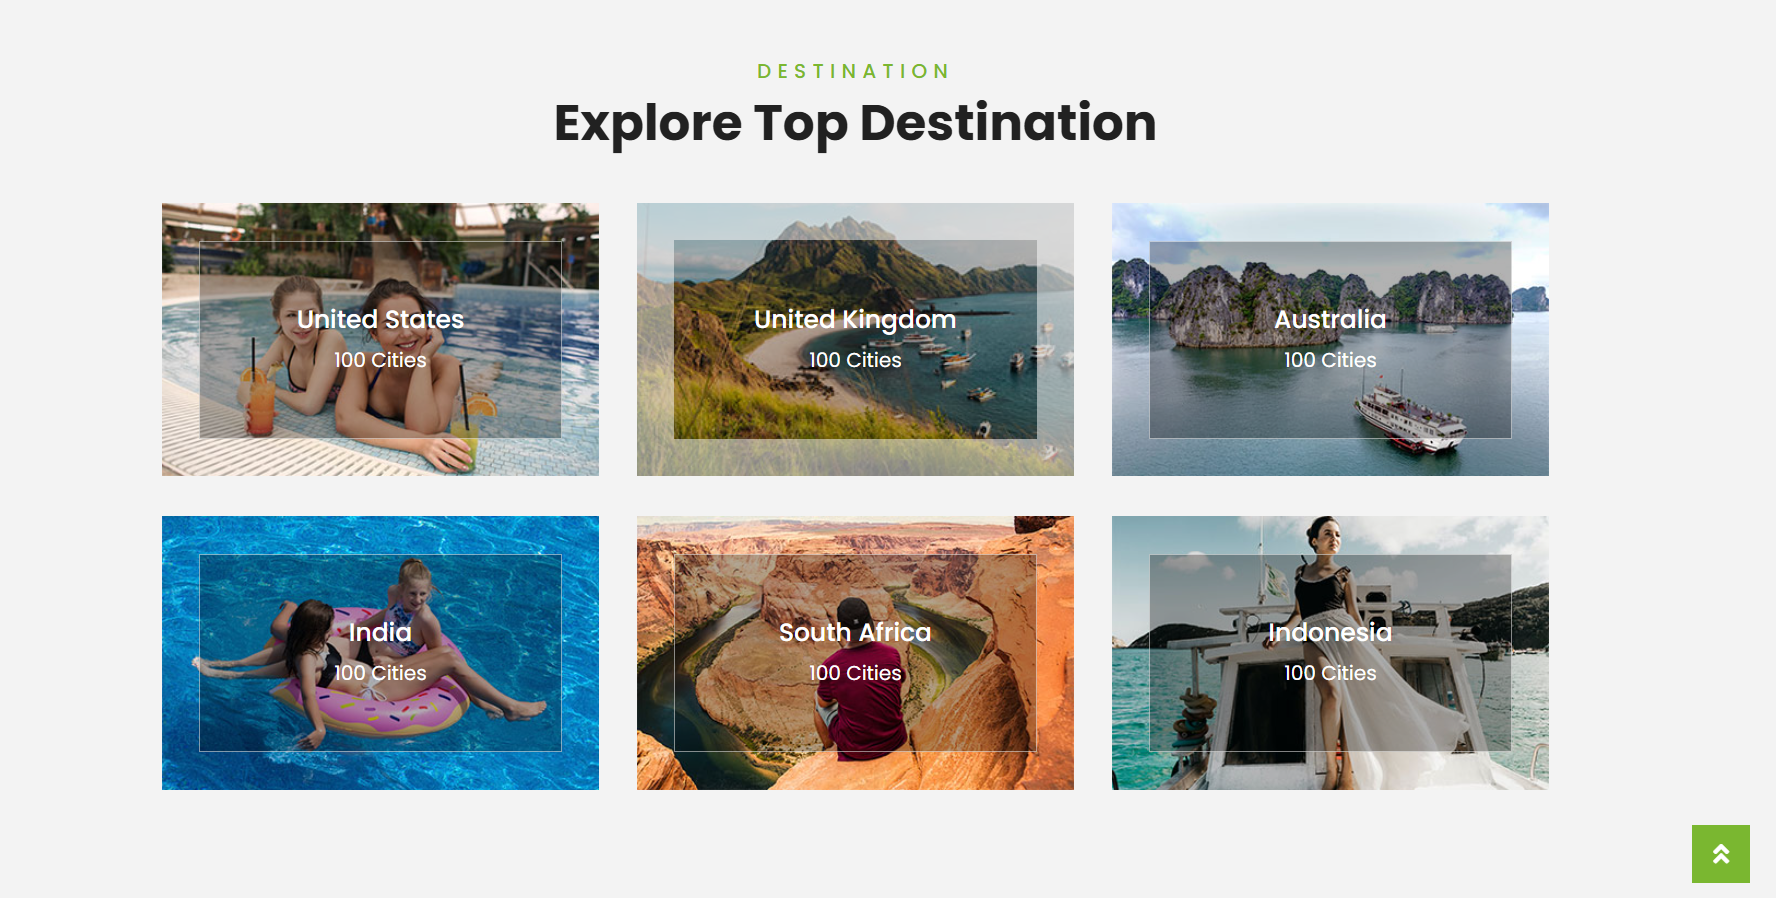 DESTINATION
Explore Top Destination
United States
100 Cities
United Kingdom
100 Cities
Australia
100 Cities
India
100 Cities
South Africa
100 Cities
Indonesia
100 Cities